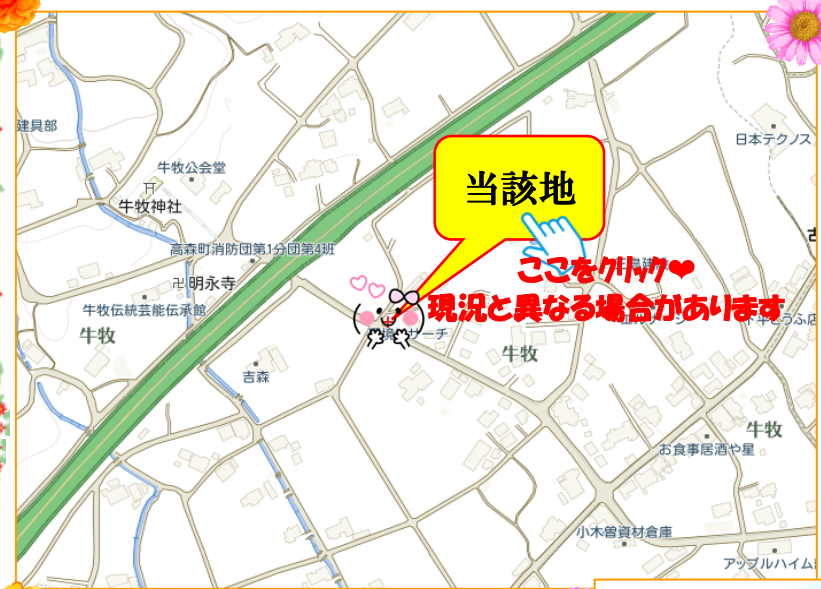 建具部
牛牧公会堂
牛牧神社
日本テクノス
当該地
高森町消防団第1分団第4班
明永寺
牛牧伝統芸能伝承館
ここをクリック❤
現況と異なる場合があります
牛牧
サーチ
牛牧
吉森
牛牧
お食事居酒や星
小木曽資材倉庫
アップルハイム